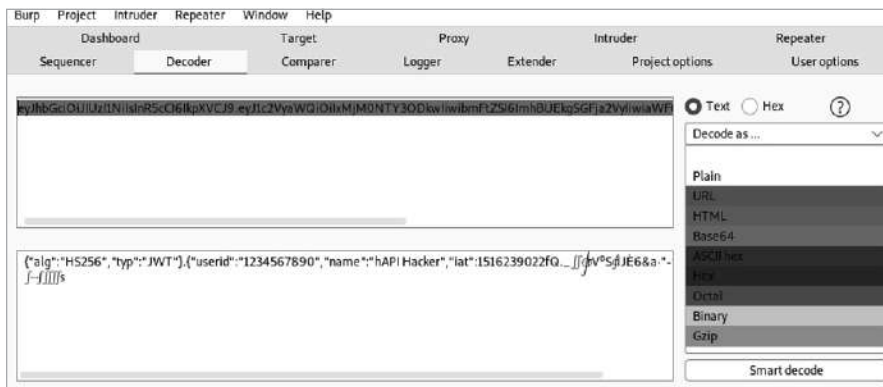 Burp Project Intruder Repeater Window Help
Dashboard Target Proxy Intruder Repeater
Sequencer Decoder Comparer Logger Extender Project options User options
Text Hex ?
Decode as ...
Plain
URL
HTML
Base64
ASCII hex
Hex
Octal
Binary
Gzip
Smart decode
{"alg":"HS256","typ":"JWT"}.{"userid":"1234567890","name":"hAPI Hacker","iat":1516239022fQ._